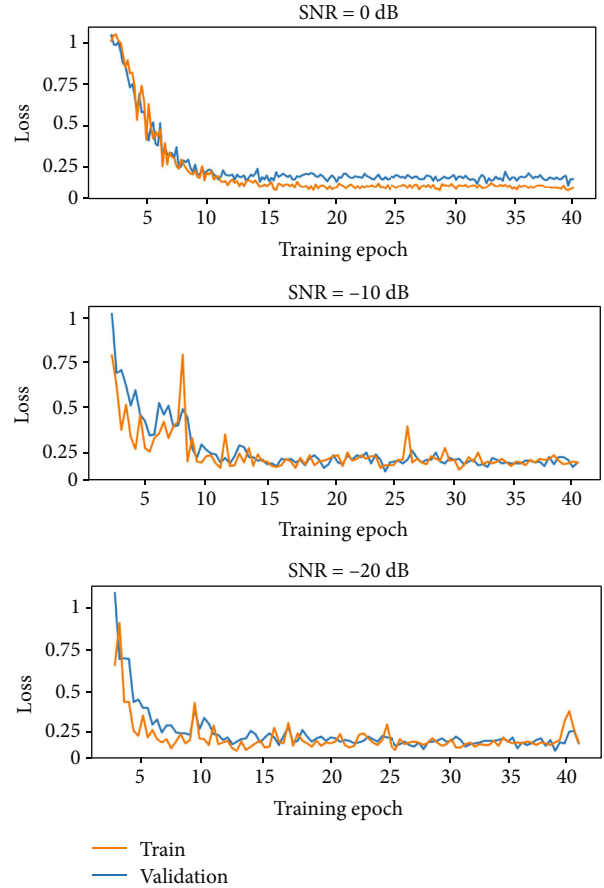 SNR = 0 dB
1
0.75
0.5
0.25
0
Loss
5 10 15 20 25 30 35 40
Training epoch
SNR = –10 dB
1
0.75
0.5
0.25
0
Loss
5 10 15 20 25 30 35 40
Training epoch
SNR = –20 dB
1
0.75
0.5
0.25
0
Loss
5 10 15 20 25 30 35 40
Training epoch
Train
Validation